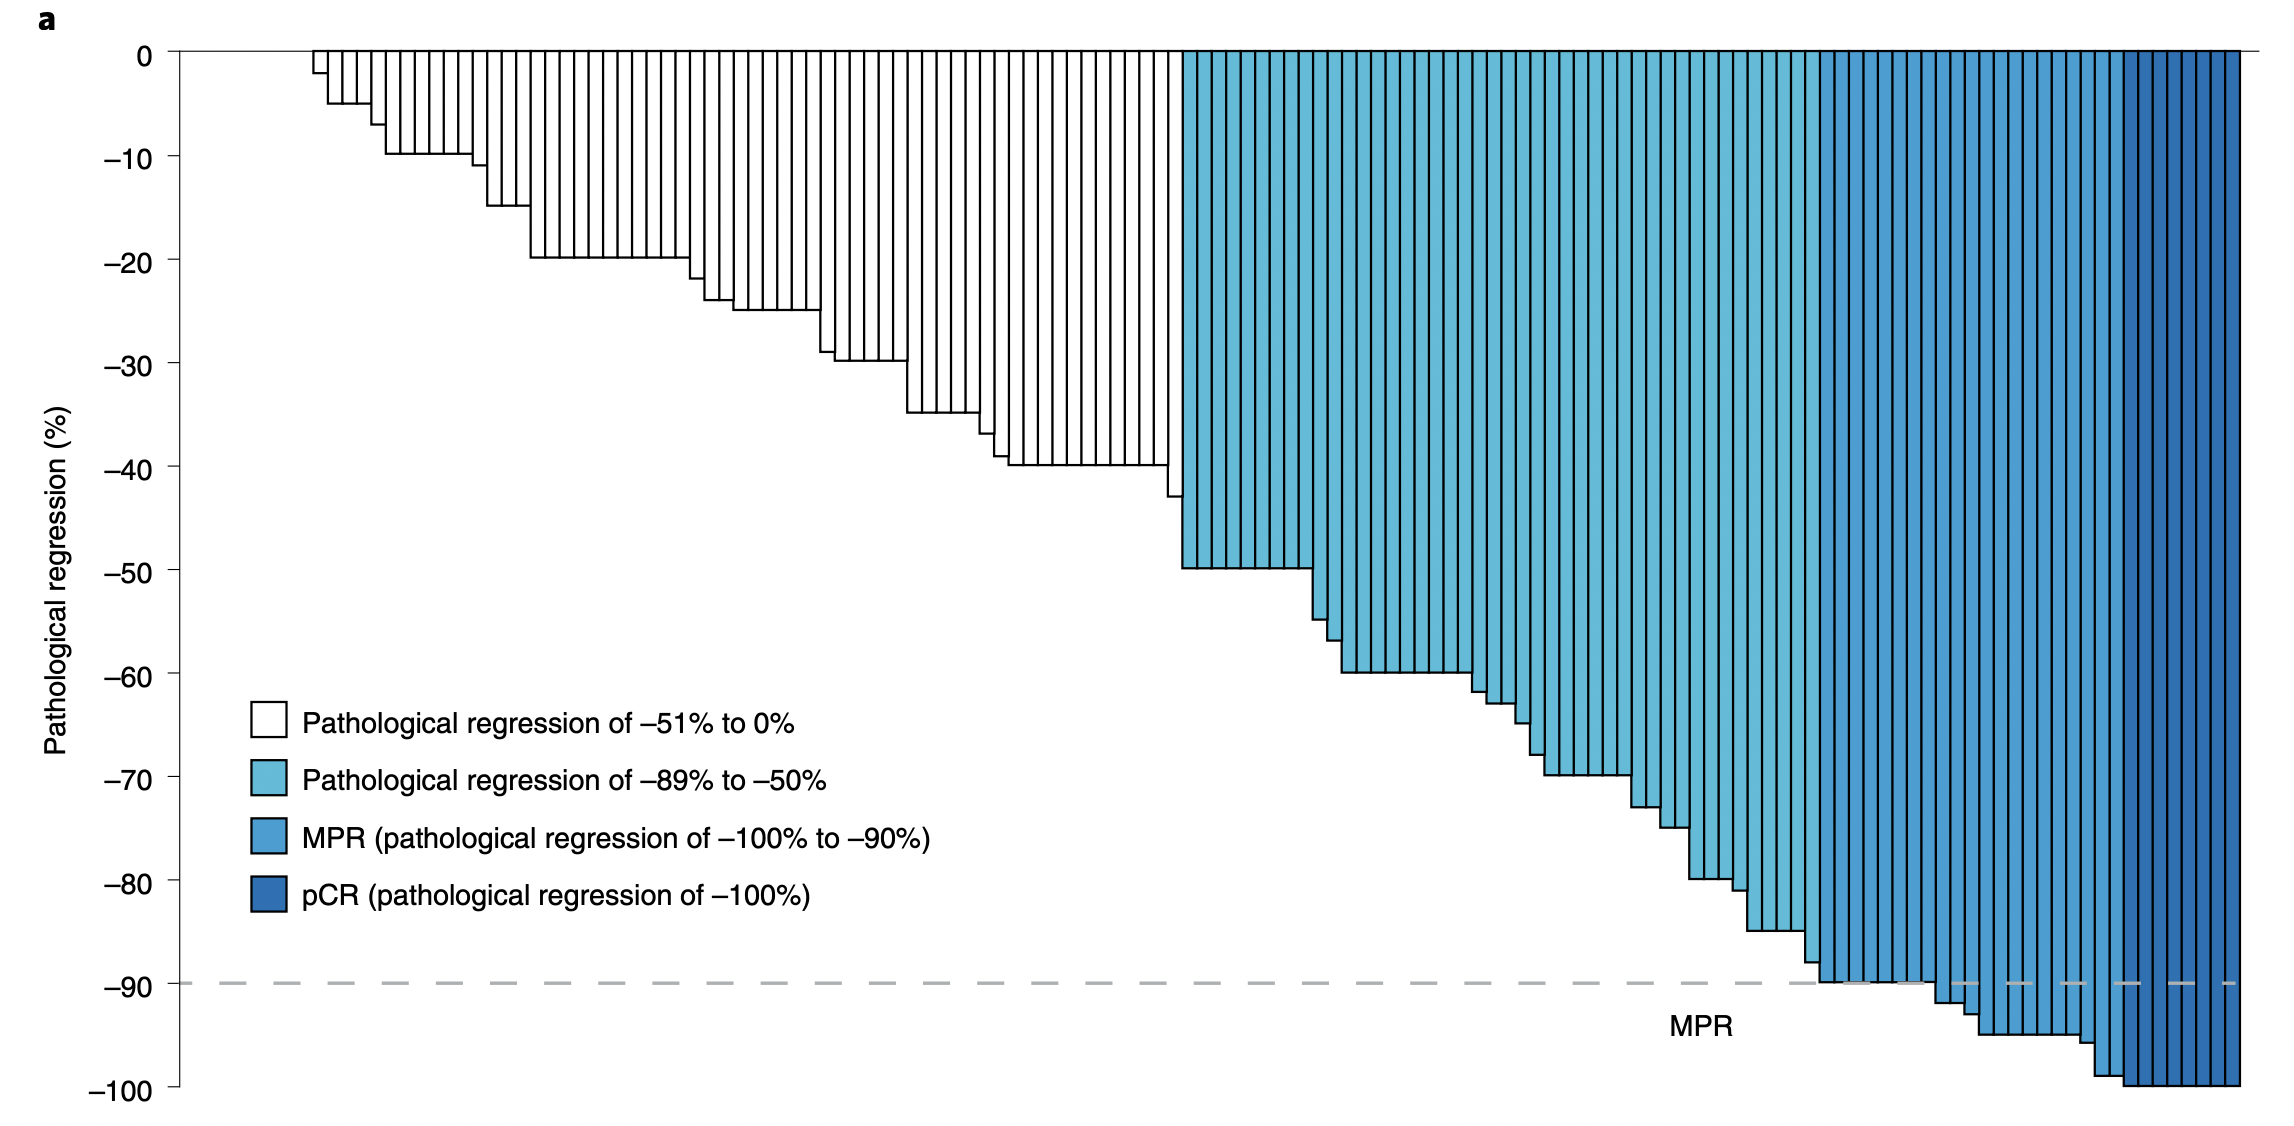 a
0
–10
–20
–30
–40
–50
–60
–70
–80
–90
–100
Pathological regression (%)
Pathological regression of –51% to 0%
Pathological regression of –89% to –50%
MPR (pathological regression of –100% to –90%)
pCR (pathological regression of –100%)
MPR